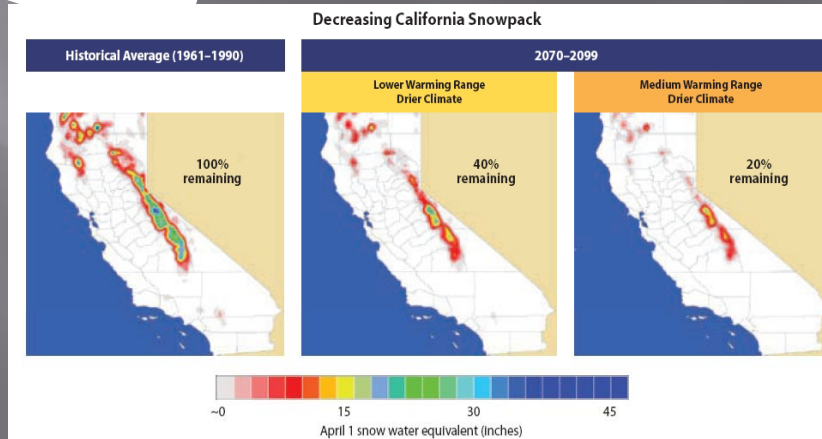 Decreasing California Snowpack
Historical Average (1961–1990)
2070–2099
Lower Warming Range
Drier Climate
Medium Warming Range
Drier Climate
100%
remaining
40%
remaining
20%
remaining
~0
15
30
45
April 1 snow water equivalent (inches)